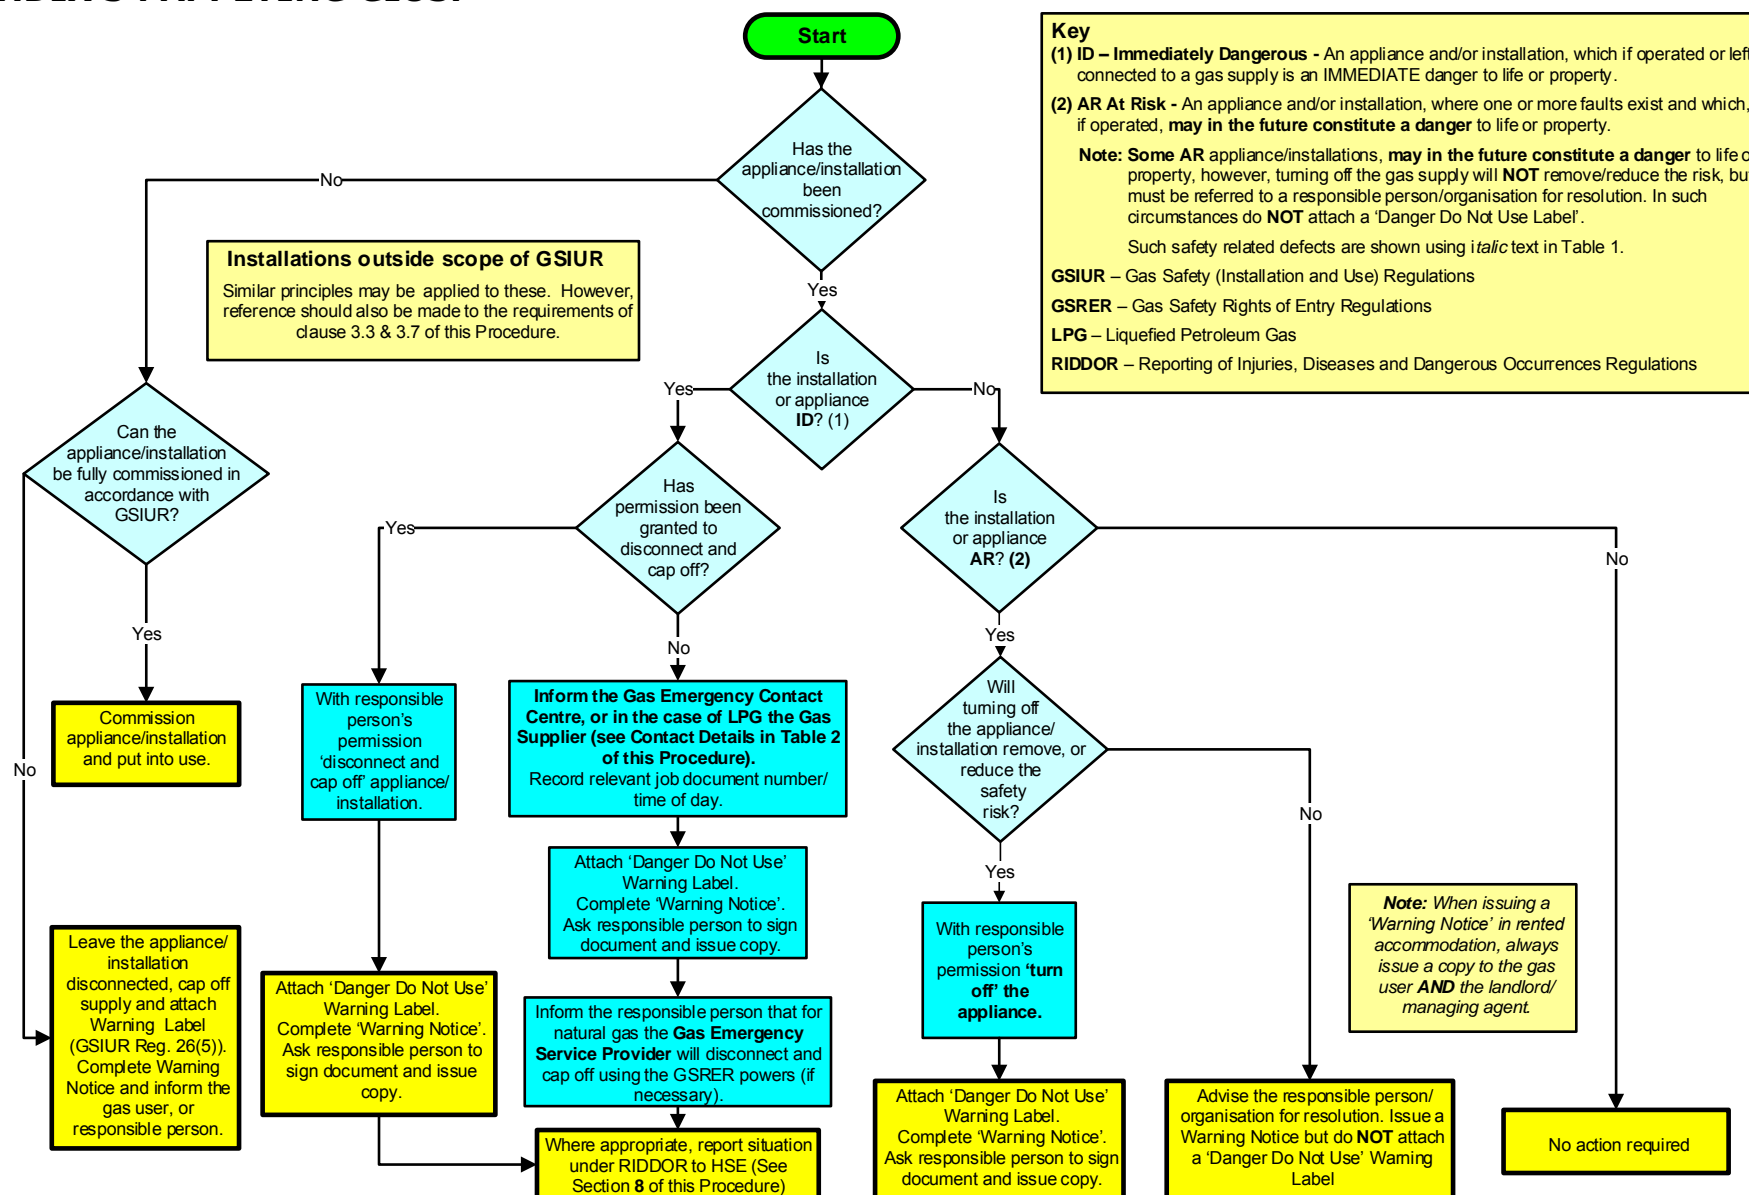 Start
Key
(1) ID – Immediately Dangerous - An appliance and/or installation, which if operated or left
connected to a gas supply is an IMMEDIATE danger to life or property.
(2) AR At Risk - An appliance and/or installation, where one or more faults exist and which,
if operated, may in the future constitute a danger to life or property.
Note: Some AR appliance/installations, may in the future constitute a danger to life o
property, however, turning off the gas supply will NOT remove/reduce the risk, but
must be referred to a responsible person/organisation for resolution. In such
circumstances do NOT attach a ‘Danger Do Not Use Label’.
Such safety related defects are shown using italic text in Table 1.
GSIUR – Gas Safety (Installation and Use) Regulations
GSRER – Gas Safety Rights of Entry Regulations
LPG – Liquefied Petroleum Gas
RIDDOR – Reporting of Injuries, Diseases and Dangerous Occurrences Regulations
Has the
appliance/installation
been
commissioned?
No
Yes
Installations outside scope of GSIUR
Similar principles may be applied to these. However,
reference should also be made to the requirements of
clause 3.3 & 3.7 of this Procedure.
Is
the installation
or appliance
ID? (1)
Yes
No
Can the
appliance/installation
be fully commissioned in
accordance with
GSIUR?
Yes
No
Has
permission been
granted to
disconnect and
cap off?
Yes
No
Is
the installation
or appliance
AR? (2)
Yes
No
Commission
appliance/installation
and put into use.
With responsible
person’s
permission
‘disconnect and
cap off’ appliance/
installation.
Inform the Gas Emergency Contact
Centre, or in the case of LPG the Gas
Supplier (see Contact Details in Table 2
of this Procedure).
Record relevant job document number/
time of day.
Will
turning off
the appliance/
installation remove, or
reduce the
safety
risk?
Yes
No
Attach ‘Danger Do Not Use’
Warning Label.
Complete ‘Warning Notice’.
Ask responsible person to sign
document and issue copy.
With responsible
person’s
permission ‘turn
off’ the
appliance.
Note: When issuing a
‘Warning Notice’ in rented
accommodation, always
issue a copy to the gas
user AND the landlord/
managing agent.
Leave the appliance/
installation
disconnected, cap off
supply and attach
Warning Label
(GSIUR Reg. 26(5)).
Complete Warning
Notice and inform the
gas user, or
responsible person.
Attach ‘Danger Do Not Use’
Warning Label.
Complete ‘Warning Notice’.
Ask responsible person to
sign document and issue
copy.
Inform the responsible person that for
natural gas the Gas Emergency
Service Provider will disconnect and
cap off using the GSRER powers (if
necessary).
Where appropriate, report situation
under RIDDOR to HSE (See
Section 8 of this Procedure)
Attach ‘Danger Do Not Use’
Warning Label.
Complete ‘Warning Notice’.
Ask responsible person to sign
document and issue copy.
Advise the responsible person/
organisation for resolution. Issue a
Warning Notice but do NOT attach
a ‘Danger Do Not Use’ Warning
Label
No action required